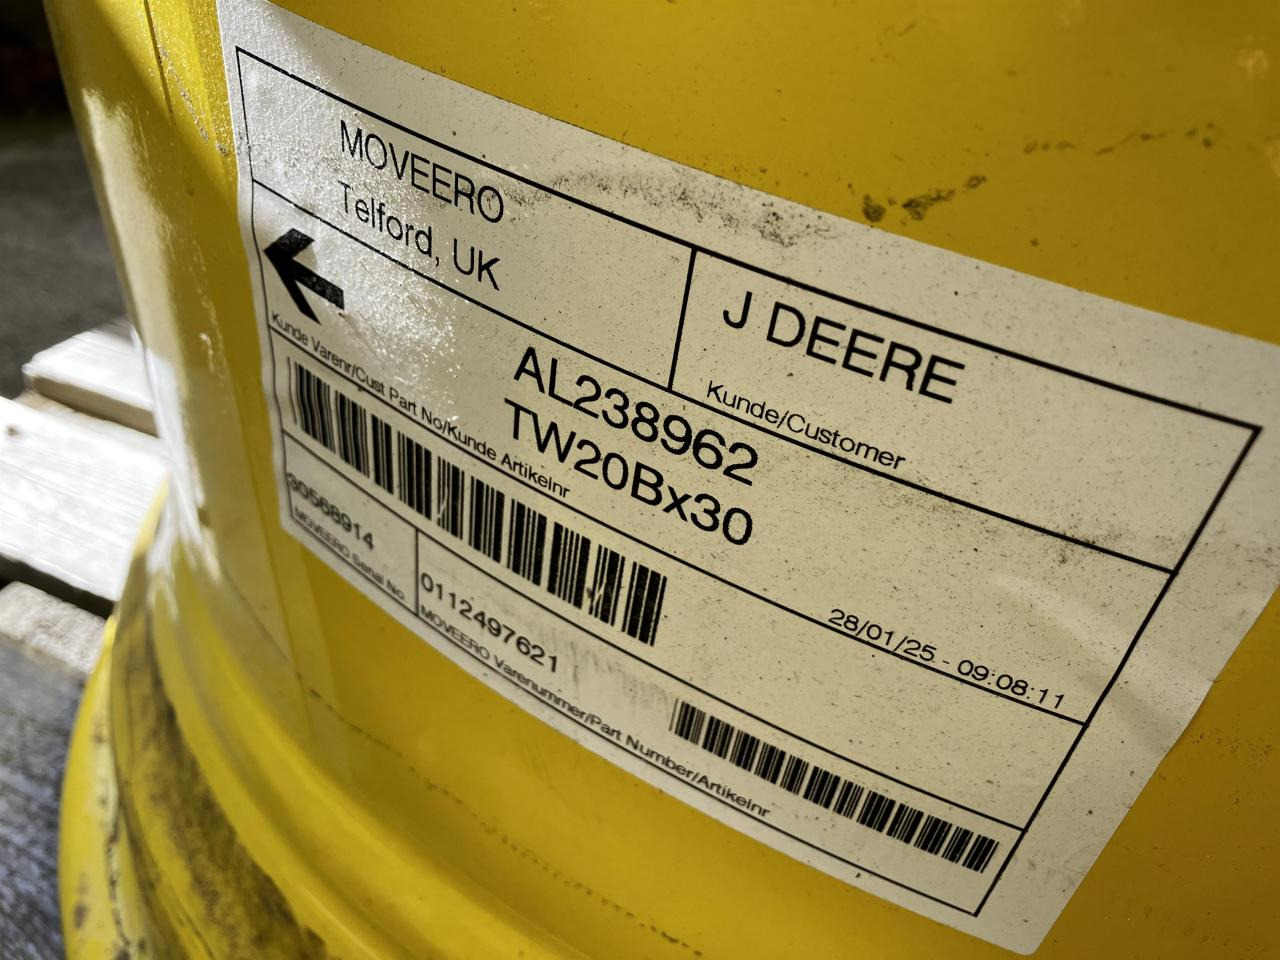 MOVEERO
Telford, UK
J DEERE
Kunde/Customer
AL238962
TW20Bx30
Kunde Varenr/Cust Part No/Kunde Artikelnr
28/01/25 - 09:08:11
30568914
MOVEERO Serial No
0112497621
MOVEERO Varenummer/Part Number/Artikelnr